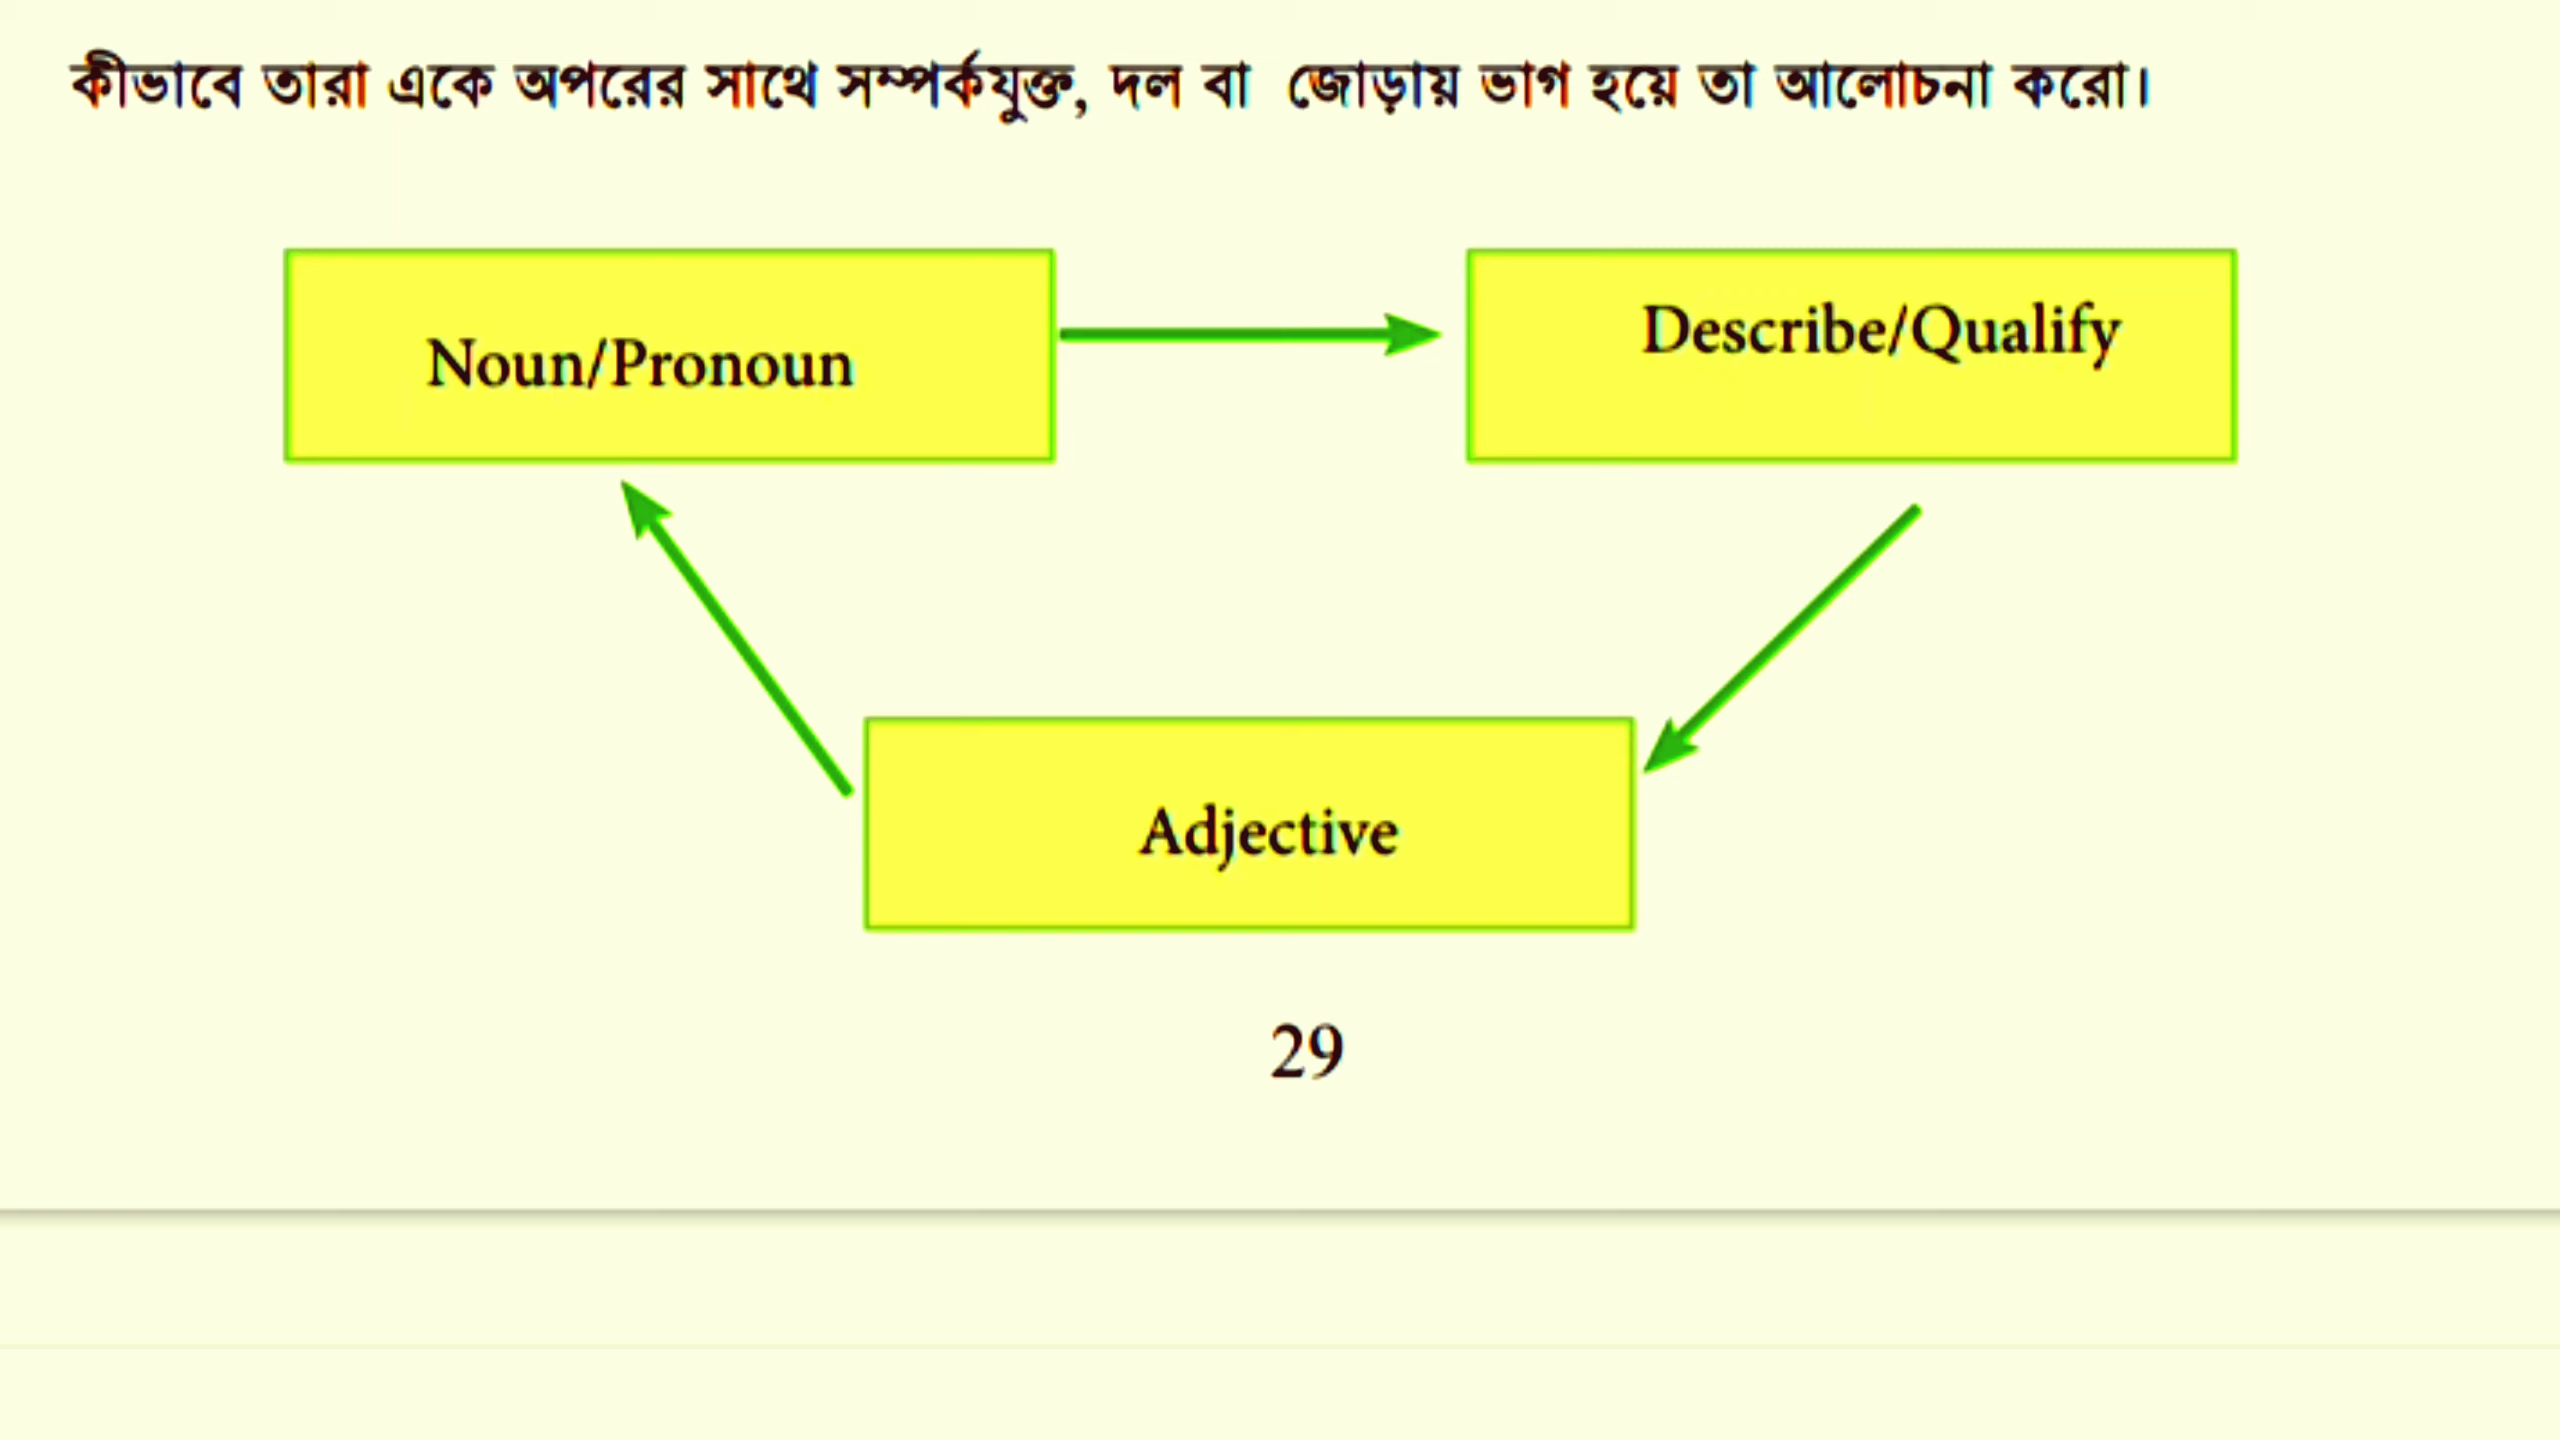 কীভাবে তারা একে অপরের সাথে সম্পর্কযুক্ত, দল বা জোড়ায় ভাগ হয়ে তা আলোচনা করো।
Noun/Pronoun
Describe/Qualify
Adjective
29